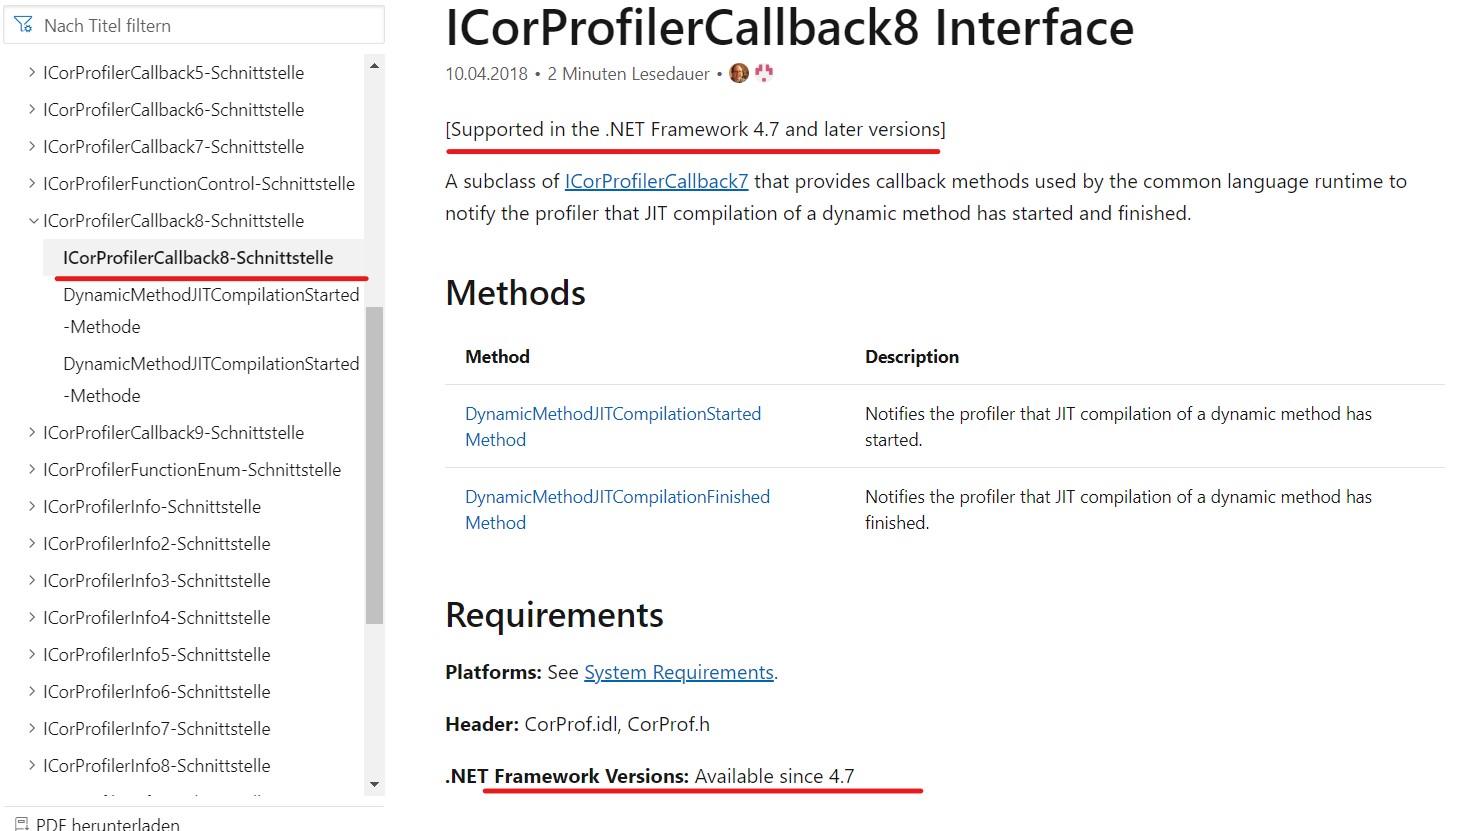 Nach Titel filtern
ICorProfilerCallback5-Schnittstelle
ICorProfilerCallback6-Schnittstelle
ICorProfilerCallback7-Schnittstelle
ICorProfilerFunctionControl-Schnittstelle
ICorProfilerCallback8-Schnittstelle
ICorProfilerCallback8-Schnittstelle
DynamicMethodJITCompilationStarted
-Methode
DynamicMethodJITCompilationStarted
-Methode
ICorProfilerCallback9-Schnittstelle
ICorProfilerFunctionEnum-Schnittstelle
ICorProfilerInfo-Schnittstelle
ICorProfilerInfo2-Schnittstelle
ICorProfilerInfo3-Schnittstelle
ICorProfilerInfo4-Schnittstelle
ICorProfilerInfo5-Schnittstelle
ICorProfilerInfo6-Schnittstelle
ICorProfilerInfo7-Schnittstelle
ICorProfilerInfo8-Schnittstelle
PDF herunterladen
ICorProfilerCallback8 Interface
10.04.2018 • 2 Minuten Lesedauer •
[Supported in the .NET Framework 4.7 and later versions]
A subclass of ICorProfilerCallback7 that provides callback methods used by the common language runtime to
notify the profiler that JIT compilation of a dynamic method has started and finished.
Methods
Method Description
DynamicMethodJITCompilationStarted Notifies the profiler that JIT compilation of a dynamic method has
Method started.
DynamicMethodJITCompilationFinished Notifies the profiler that JIT compilation of a dynamic method has
Method finished.
Requirements
Platforms: See System Requirements.
Header: CorProf.idl, CorProf.h
.NET Framework Versions: Available since 4.7